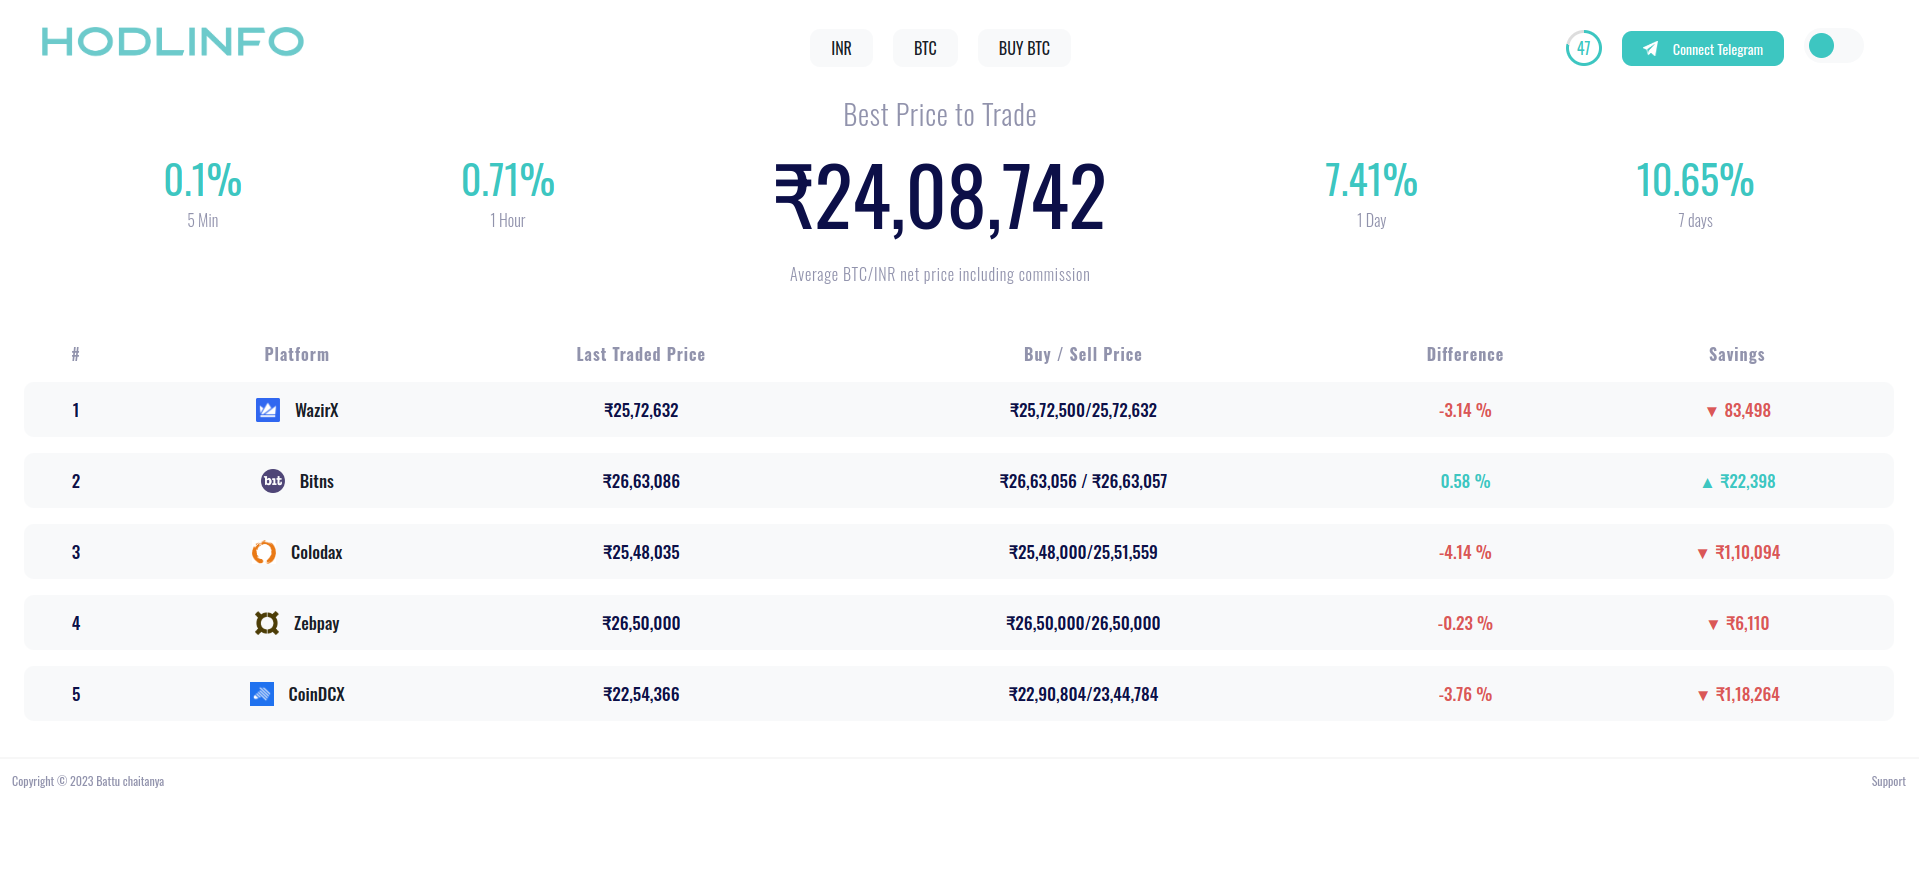 HODLINFO
INR BTC BUY BTC
47 Connect Telegram
Best Price to Trade
0.1% 0.71% ₹24,08,742 7.41% 10.65%
5 Min 1 Hour 1 Day 7 days
Average BTC/INR net price including commission
# Platform Last Traded Price Buy / Sell Price Difference Savings
1 WazirX ₹25,72,632 ₹25,72,500/25,72,632 -3.14 % ▼ 83,498
2 bit Bitns ₹26,63,086 ₹26,63,056 / ₹26,63,057 0.58 % ▲ ₹22,398
3 Colodax ₹25,48,035 ₹25,48,000/25,51,559 -4.14 % ▼ ₹1,10,094
4 Zebpay ₹26,50,000 ₹26,50,000/26,50,000 -0.23 % ▼ ₹6,110
5 CoinDCX ₹22,54,366 ₹22,90,804/23,44,784 -3.76 % ▼ ₹1,18,264
Copyright © 2023 Battu chaitanya Support